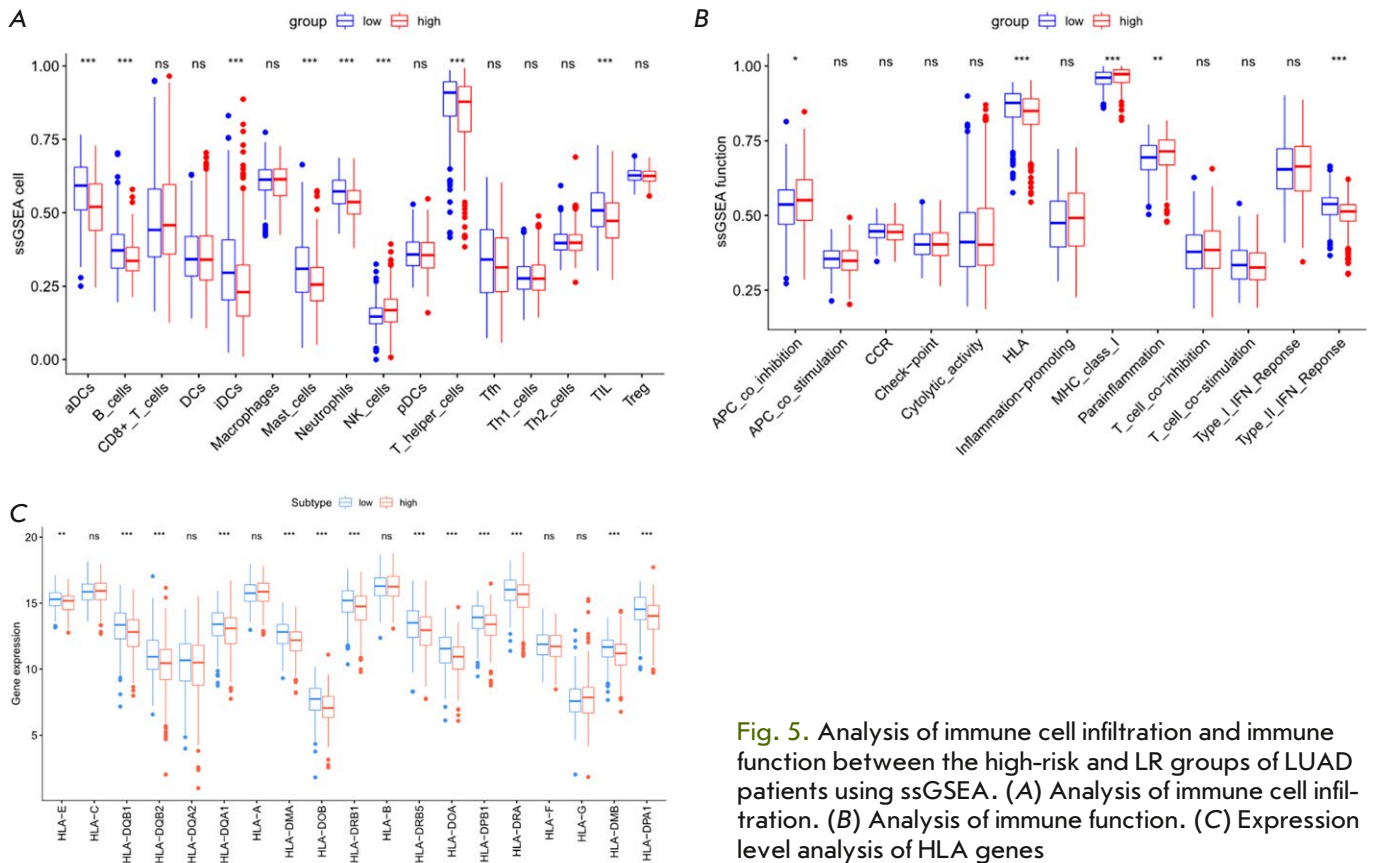 A
group low high
*** *** ns ns *** ns *** *** *** ns *** ns ns ns *** ns
ssGSEA cell
1.00
0.75
0.50
0.25
0.00
aDCs
B_cells
CD8+_T_cells
DCs
iDCs
Macrophages
Mast_cells
Neutrophils
NK_cells
pDCs
T_helper_cells
Tfh
Th1_cells
Th2_cells
TIL
Treg
B
group low high
* ns ns ns ns *** ns *** ** ns ns ns ***
ssGSEA function
1.00
0.75
0.50
0.25
APC_co_inhibition
APC_co_stimulation
CCR
Check-point
Cytolytic_activity
HLA
Inflammation-promoting
MHC_class_I
Parainflammation
T_cell_co-inhibition
T_cell_co-stimulation
Type_I_IFN_Reponse
Type_II_IFN_Reponse
C
Subtype low high
** ns *** *** ns *** ns *** *** *** ns *** *** *** *** ns ns *** ***
Gene expression
20
15
10
5
HLA-E
HLA-C
HLA-DQB1
HLA-DQB2
HLA-DQA2
HLA-DQA1
HLA-A
HLA-DMA
HLA-DOB
HLA-DRB1
HLA-B
HLA-DRB5
HLA-DOA
HLA-DPB1
HLA-DRA
HLA-F
HLA-G
HLA-DMB
HLA-DPA1
Fig. 5. Analysis of immune cell infiltration and immune
function between the high-risk and LR groups of LUAD
patients using ssGSEA. (A) Analysis of immune cell infil-
tration. (B) Analysis of immune function. (C) Expression
level analysis of HLA genes